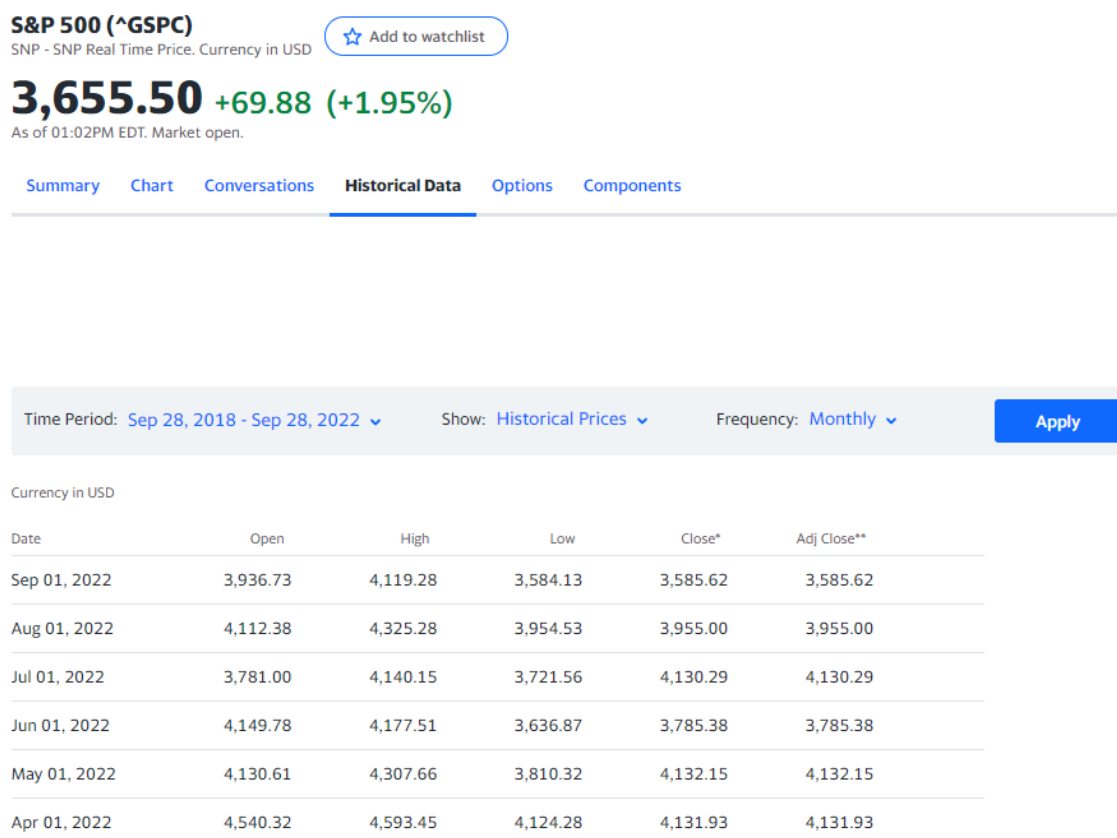 S&P 500 (^GSPC)
SNP - SNP Real Time Price. Currency in USD
Add to watchlist
3,655.50 +69.88 (+1.95%)
As of 01:02PM EDT. Market open.
Summary Chart Conversations Historical Data Options Components
Time Period: Sep 28, 2018 - Sep 28, 2022 Show: Historical Prices Frequency: Monthly Apply
Currency in USD
Date Open High Low Close* Adj Close**
Sep 01, 2022 3,936.73 4,119.28 3,584.13 3,585.62 3,585.62
Aug 01, 2022 4,112.38 4,325.28 3,954.53 3,955.00 3,955.00
Jul 01, 2022 3,781.00 4,140.15 3,721.56 4,130.29 4,130.29
Jun 01, 2022 4,149.78 4,177.51 3,636.87 3,785.38 3,785.38
May 01, 2022 4,130.61 4,307.66 3,810.32 4,132.15 4,132.15
Apr 01, 2022 4,540.32 4,593.45 4,124.28 4,131.93 4,131.93